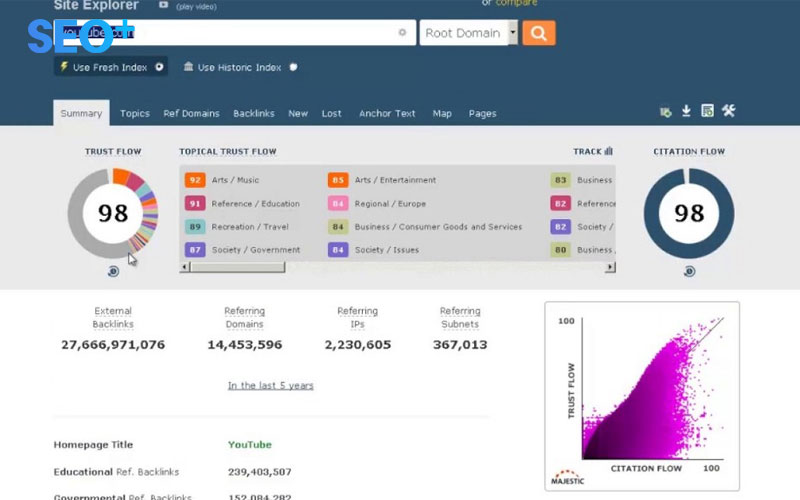 Site Explorer
(play video)
or compare
SEO+
youtube.com
Root Domain
Use Fresh Index
Use Historic Index
Summary
Topics
Ref Domains
Backlinks
New
Lost
Anchor Text
Map
Pages
TRUST FLOW
98
TOPICAL TRUST FLOW
TRACK
92 Arts / Music
85 Arts / Entertainment
83 Business
91 Reference / Education
84 Regional / Europe
82 Reference
89 Recreation / Travel
84 Business / Consumer Goods and Services
82 Society /
87 Society / Government
84 Society / Issues
80 Business
CITATION FLOW
98
External
Backlinks
27,666,971,076
Referring
Domains
14,453,596
Referring
IPs
2,230,605
Referring
Subnets
367,013
In the last 5 years
Homepage Title
YouTube
Educational Ref. Backlinks
239,403,507
Governmental Ref. Backlinks
152,084,282
100
TRUST FLOW
CITATION FLOW
100
MAJESTIC